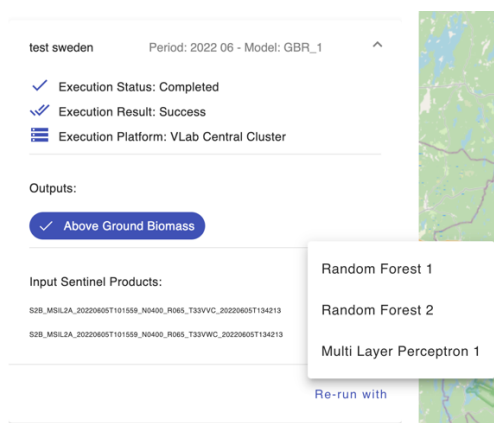 test sweden Period: 2022 06 - Model: GBR_1
Execution Status: Completed
Execution Result: Success
Execution Platform: VLab Central Cluster
Outputs:
Above Ground Biomass
Input Sentinel Products:
S2B_MSIL2A_20220605T101559_N0400_R065_T33VVC_20220605T134213
S2B_MSIL2A_20220605T101559_N0400_R065_T33VWC_20220605T134213
Random Forest 1
Random Forest 2
Multi Layer Perceptron 1
Re-run with